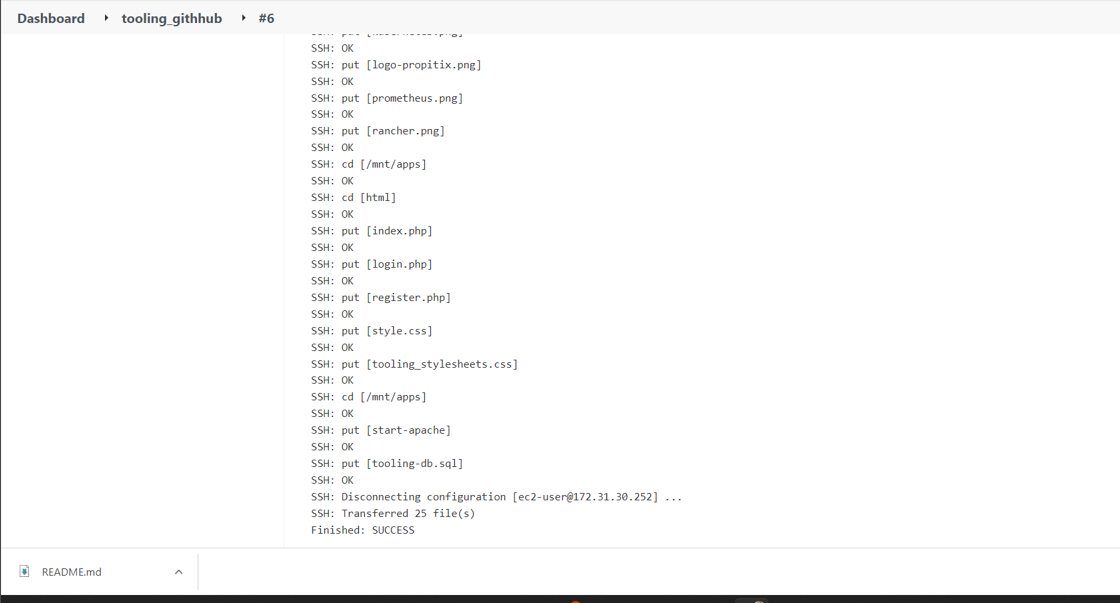 Dashboard ▸ tooling_githhub ▸ #6
SSH: put [kubernetes.png]
SSH: OK
SSH: put [logo-propitix.png]
SSH: OK
SSH: put [prometheus.png]
SSH: OK
SSH: put [rancher.png]
SSH: OK
SSH: cd [/mnt/apps]
SSH: OK
SSH: cd [html]
SSH: OK
SSH: put [index.php]
SSH: OK
SSH: put [login.php]
SSH: OK
SSH: put [register.php]
SSH: OK
SSH: put [style.css]
SSH: OK
SSH: put [tooling_stylesheets.css]
SSH: OK
SSH: cd [/mnt/apps]
SSH: OK
SSH: put [start-apache]
SSH: OK
SSH: put [tooling-db.sql]
SSH: OK
SSH: Disconnecting configuration [ec2-user@172.31.30.252] ...
SSH: Transferred 25 file(s)
Finished: SUCCESS
README.md